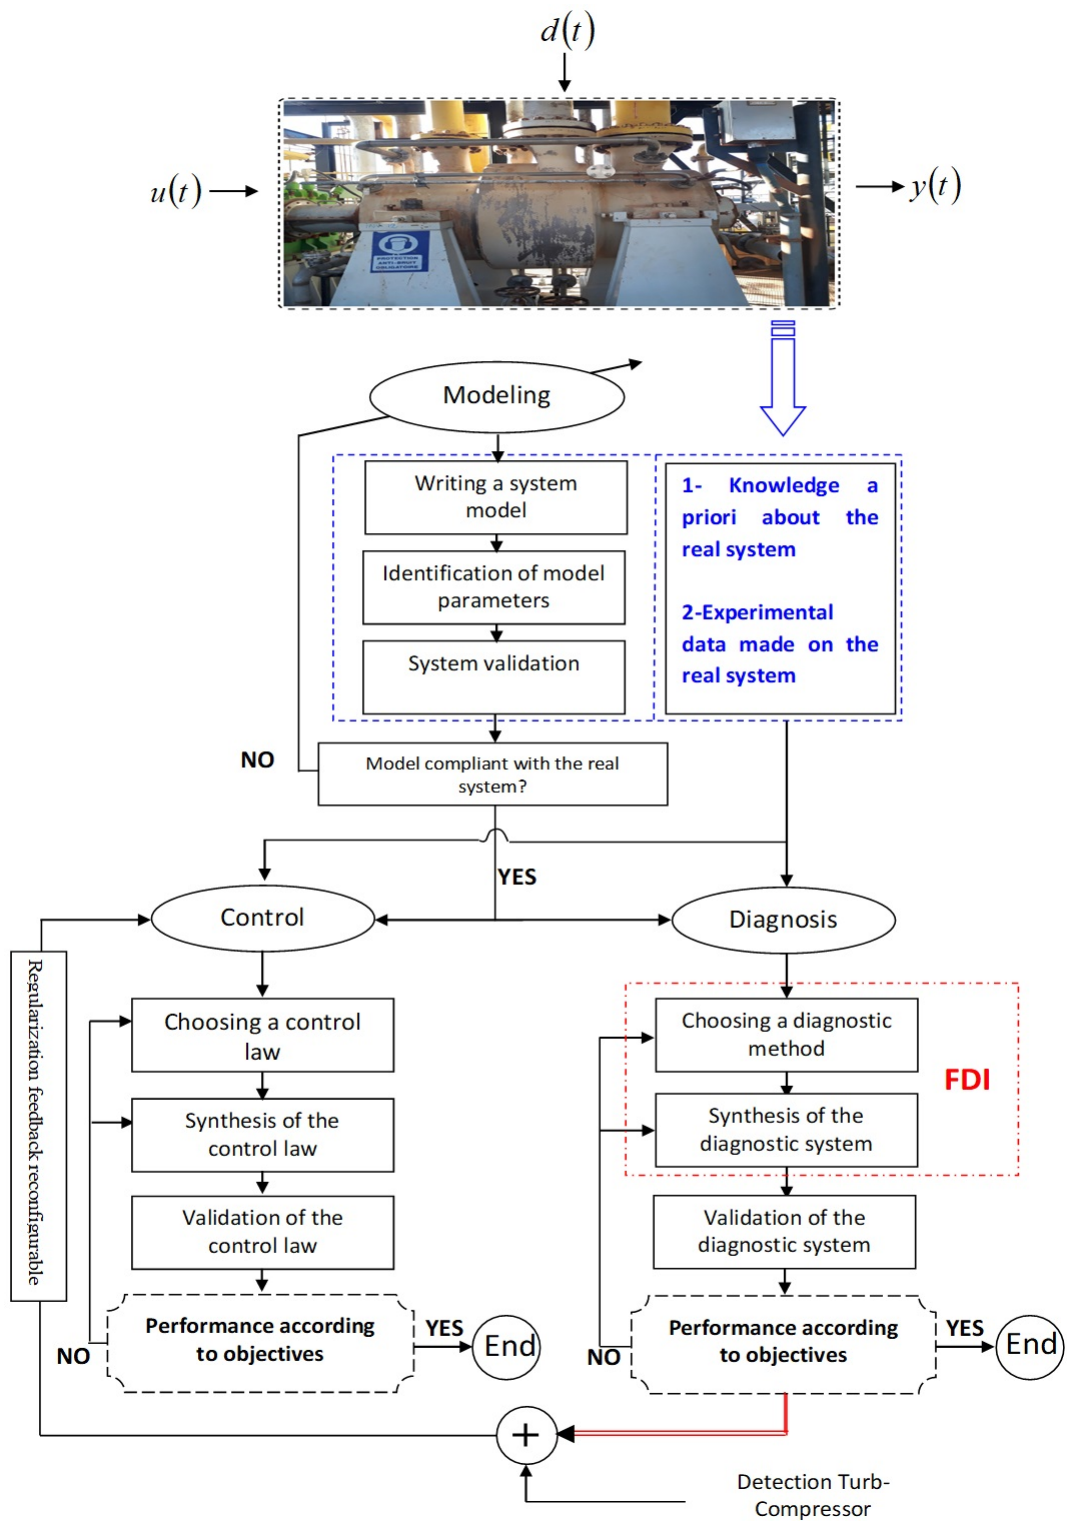 d(t)
u(t)
y(t)
PROTECTION
ANTI-BRUIT
OBLIGATOIRE
Modeling
Writing a system
model
Identification of model
parameters
System validation
1- Knowledge a
priori about the
real system
2-Experimental
data made on the
real system
NO
Model compliant with the real
system?
YES
Control
Diagnosis
Regularization feedback reconfigurable
Choosing a control
law
Synthesis of the
control law
Validation of the
control law
Performance according
to objectives
NO
YES
End
Choosing a diagnostic
method
FDI
Synthesis of the
diagnostic system
Validation of the
diagnostic system
Performance according
to objectives
NO
YES
End
+
Detection Turb-
Compressor